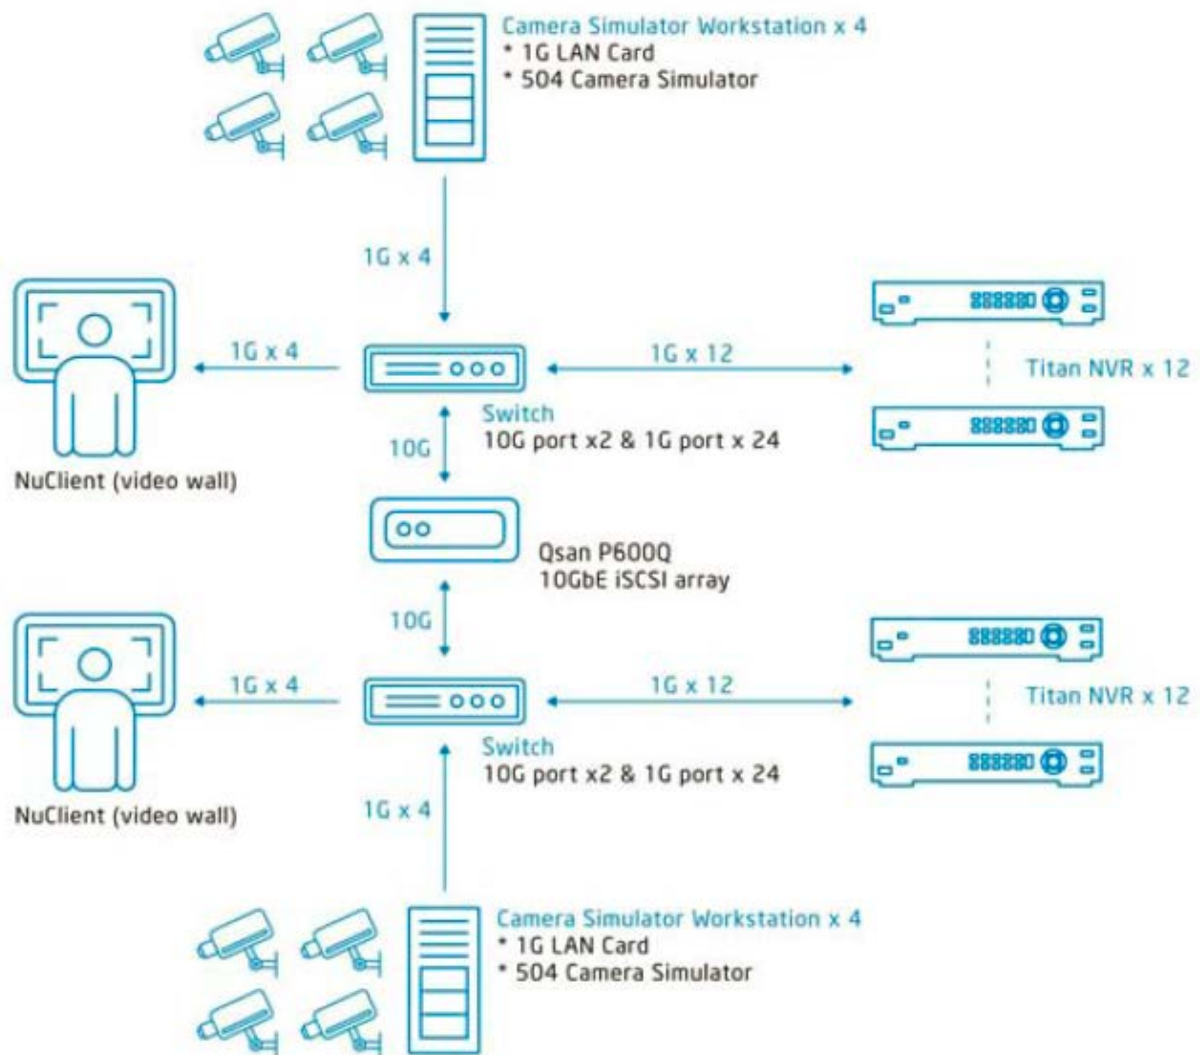 Camera Simulator Workstation x 4
* 1G LAN Card
* 504 Camera Simulator
1G x 4
1G x 4
1G x 12
Titan NVR x 12
Switch
10G port x2 & 1G port x 24
10G
NuClient (video wall)
Qsan P600Q
10GbE iSCSI array
10G
1G x 4
1G x 12
Titan NVR x 12
Switch
10G port x2 & 1G port x 24
NuClient (video wall)
1G x 4
Camera Simulator Workstation x 4
* 1G LAN Card
* 504 Camera Simulator